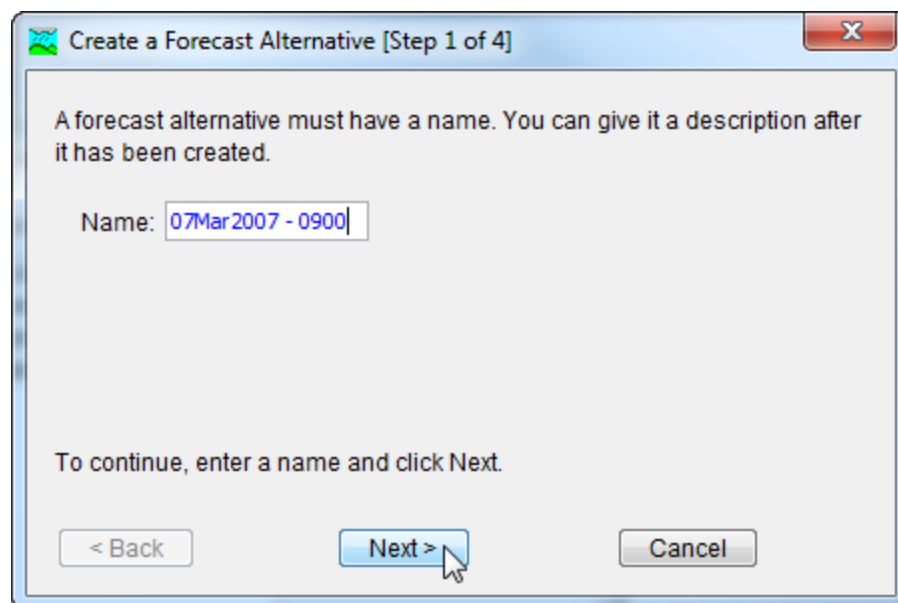 Create a Forecast Alternative [Step 1 of 4]
A forecast alternative must have a name. You can give it a description after
it has been created.
Name: 07Mar2007 - 0900
To continue, enter a name and click Next.
< Back Next > Cancel